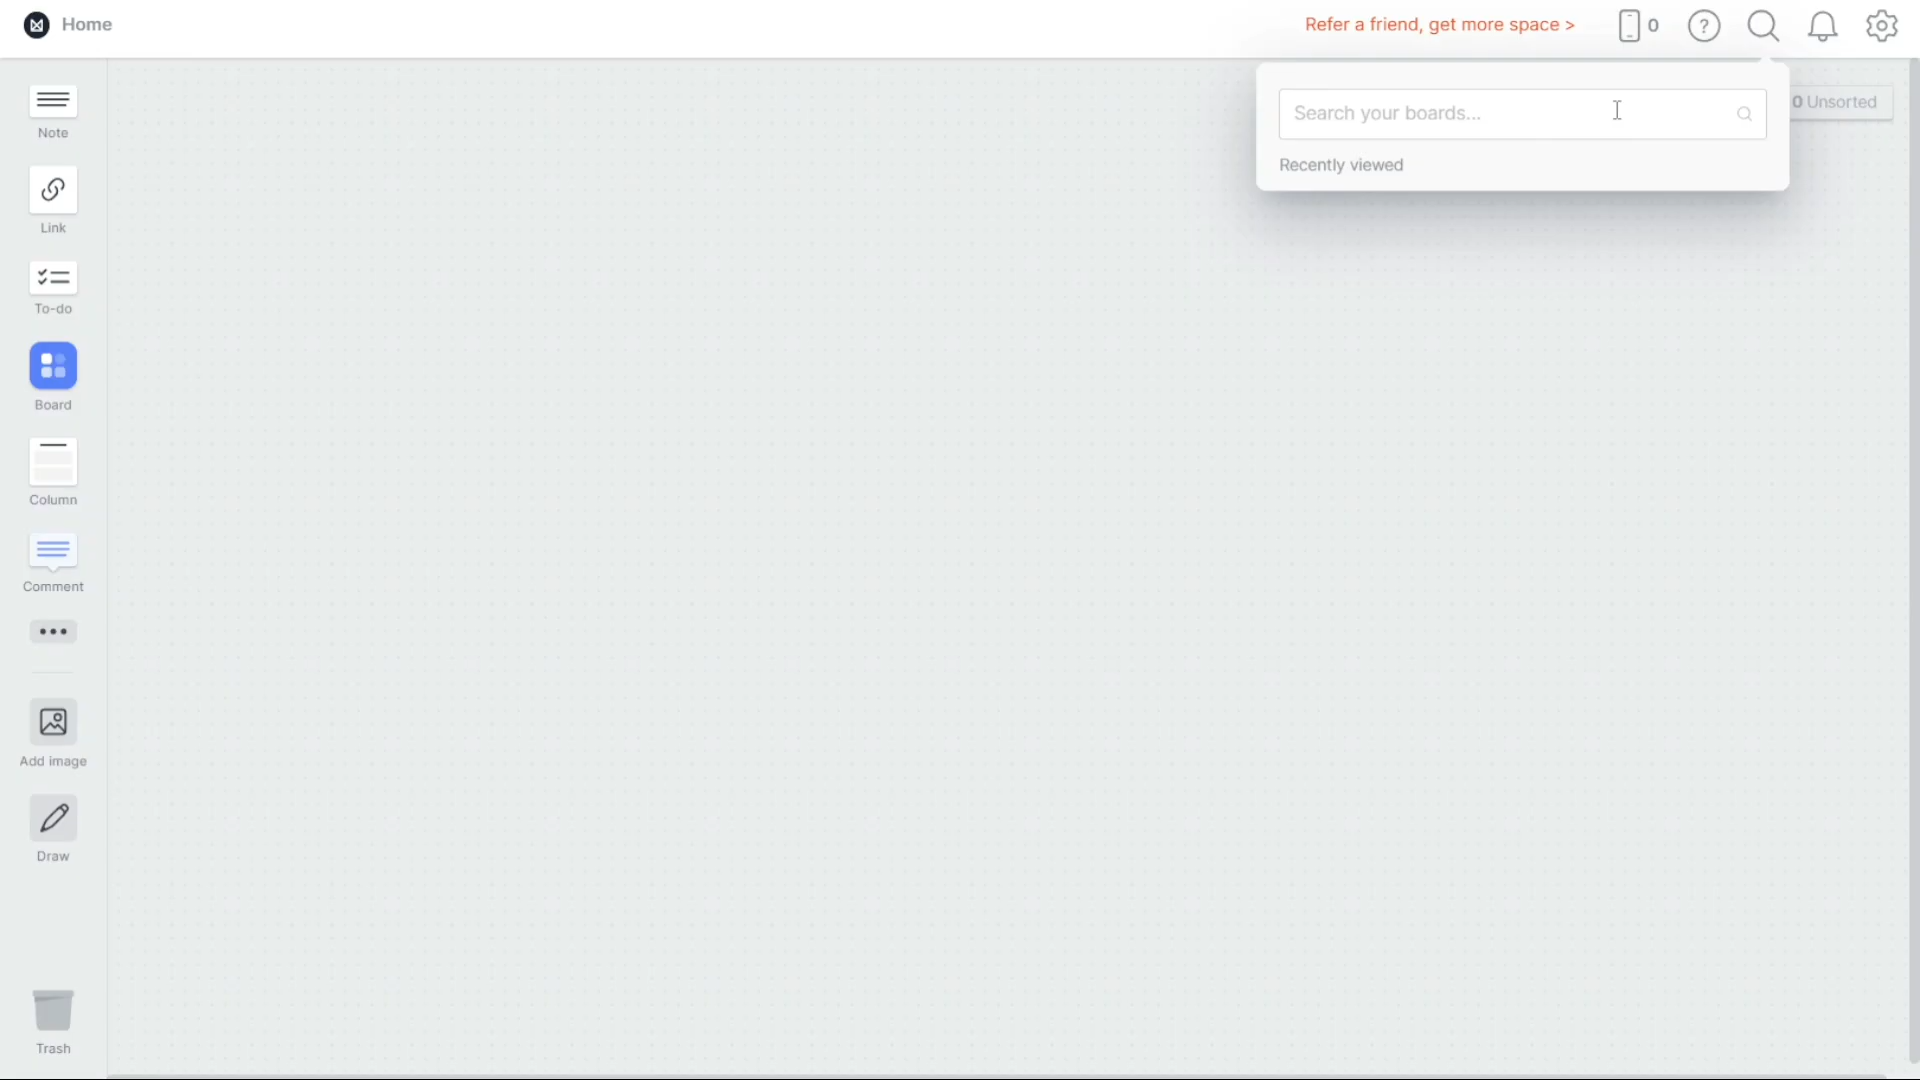 Home
Refer a friend, get more space >
0
?
Search your boards...
0 Unsorted
Recently viewed
Note
Link
To-do
Board
Column
Comment
Add image
Draw
Trash